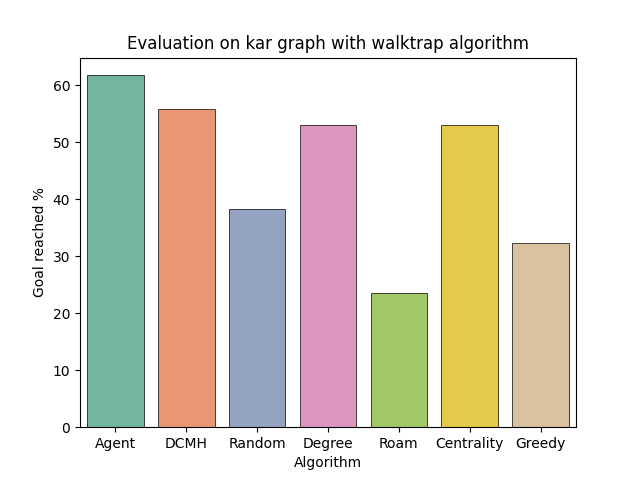 Evaluation on kar graph with walktrap algorithm
Goal reached %
60
50
40
30
20
10
0
Agent DCMH Random Degree Roam Centrality Greedy
Algorithm